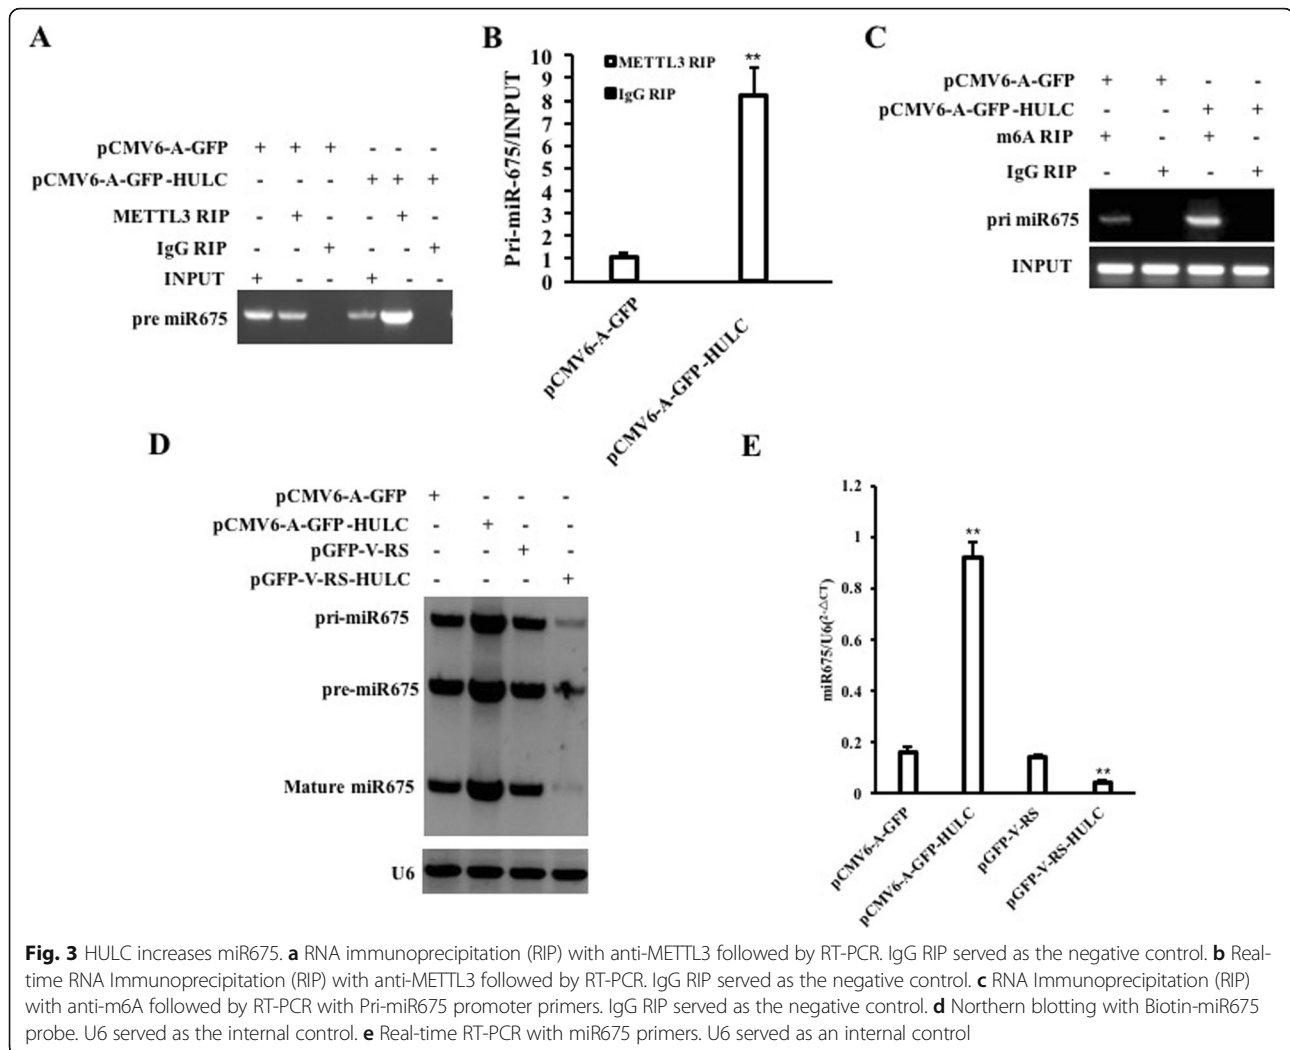 A
pCMV6-A-GFP + + + - - -
pCMV6-A-GFP-HULC - - - + + +
METTL3 RIP - + - - + -
IgG RIP - - + - - +
INPUT + - - + - -
pre miR675
B
Pri-miR-675/INPUT
10
9
8
7
6
5
4
3
2
1
0
METTL3 RIP
IgG RIP
**
pCMV6-A-GFP
pCMV6-A-GFP-HULC
C
pCMV6-A-GFP + + - -
pCMV6-A-GFP-HULC - - + +
m6A RIP + - + -
IgG RIP - + - +
pri miR675
INPUT
D
pCMV6-A-GFP + - - -
pCMV6-A-GFP-HULC - + - -
pGFP-V-RS - - + -
pGFP-V-RS-HULC - - - +
pri-miR675
pre-miR675
Mature miR675
U6
E
miR675/U6(2-△CT)
1.2
1
0.8
0.6
0.4
0.2
0
**
**
pCMV6-A-GFP
pCMV6-A-GFP-HULC
pGFP-V-RS
pGFP-V-RS-HULC
Fig. 3 HULC increases miR675. a RNA immunoprecipitation (RIP) with anti-METTL3 followed by RT-PCR. IgG RIP served as the negative control. b Real-
time RNA Immunoprecipitation (RIP) with anti-METTL3 followed by RT-PCR. IgG RIP served as the negative control. c RNA Immunoprecipitation (RIP)
with anti-m6A followed by RT-PCR with Pri-miR675 promoter primers. IgG RIP served as the negative control. d Northern blotting with Biotin-miR675
probe. U6 served as the internal control. e Real-time RT-PCR with miR675 primers. U6 served as an internal control